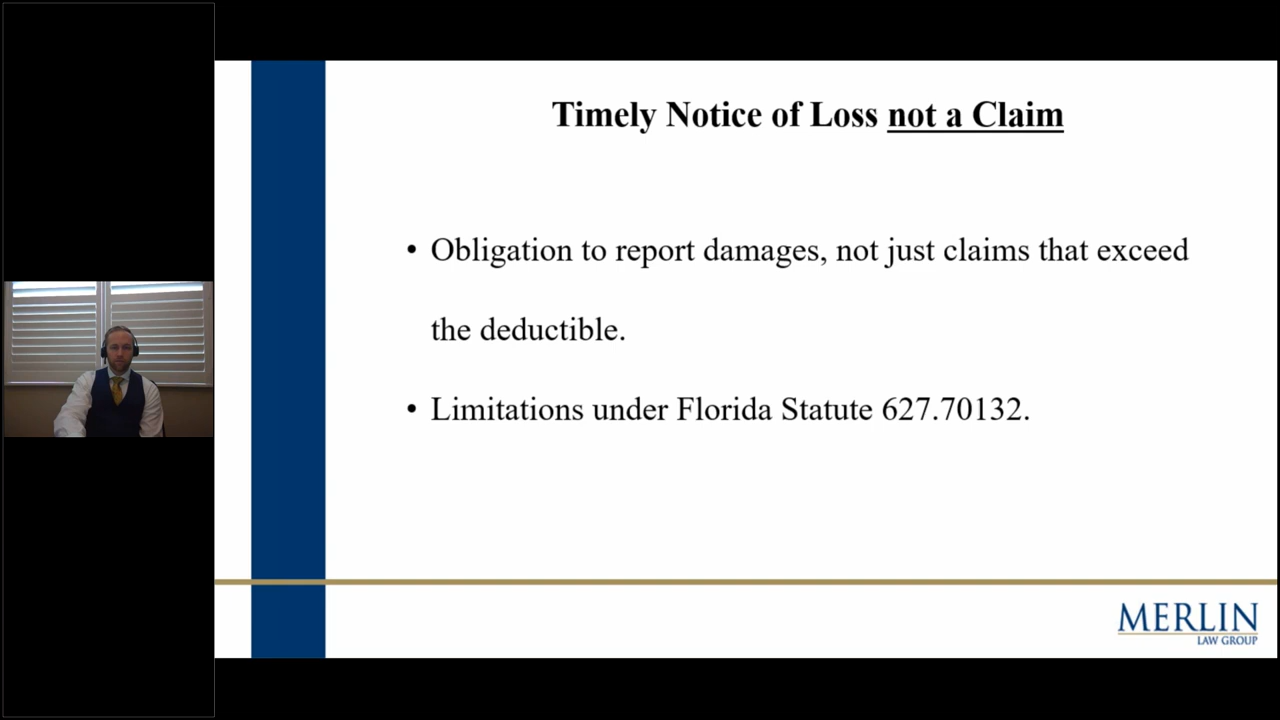 Timely Notice of Loss not a Claim
• Obligation to report damages, not just claims that exceed
the deductible.
• Limitations under Florida Statute 627.70132.
MERLIN
LAW GROUP